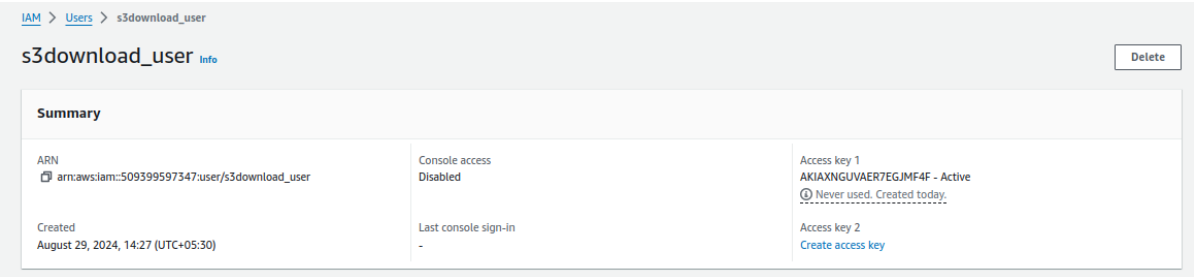 IAM > Users > s3download_user
s3download_user Info
Delete
Summary
ARN
arn:aws:iam::509399597347:user/s3download_user
Console access
Disabled
Access key 1
AKIAXNGUVAER7EGJMF4F - Active
Never used. Created today.
Created
August 29, 2024, 14:27 (UTC+05:30)
Last console sign-in
-
Access key 2
Create access key